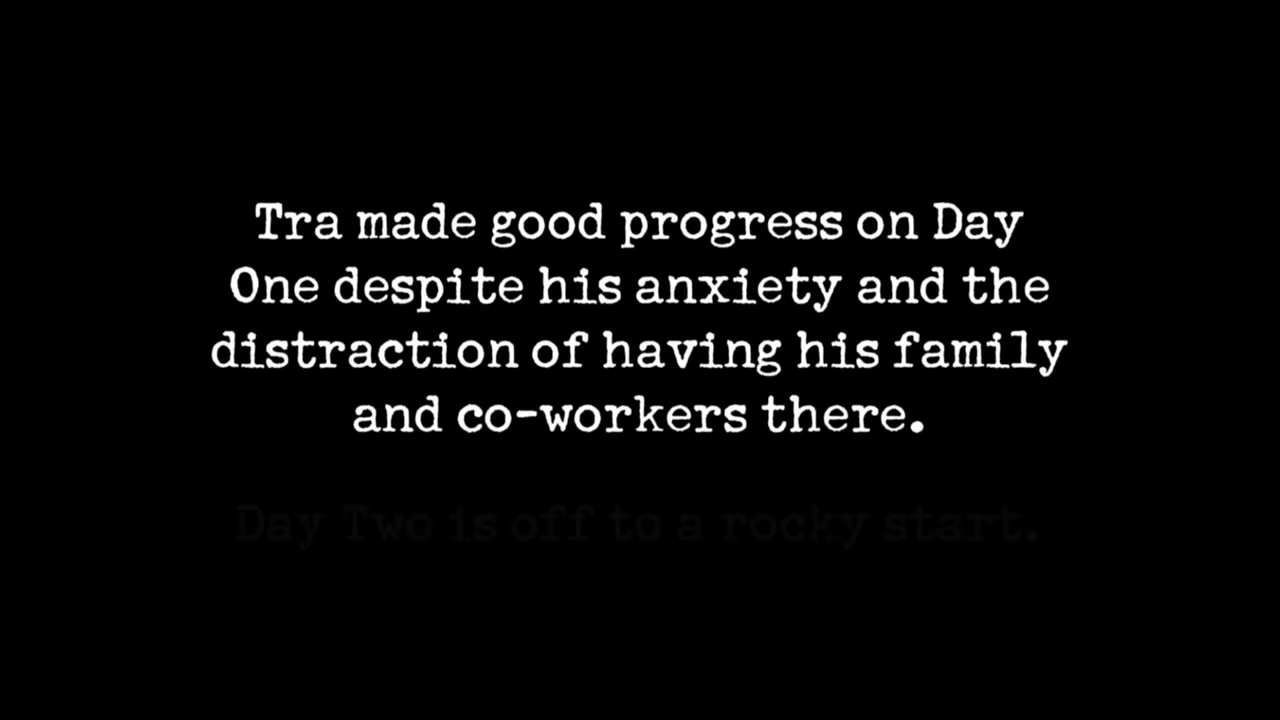 Tra made good progress on Day
One despite his anxiety and the
distraction of having his family
and co-workers there.
Day Two is off to a rocky start.